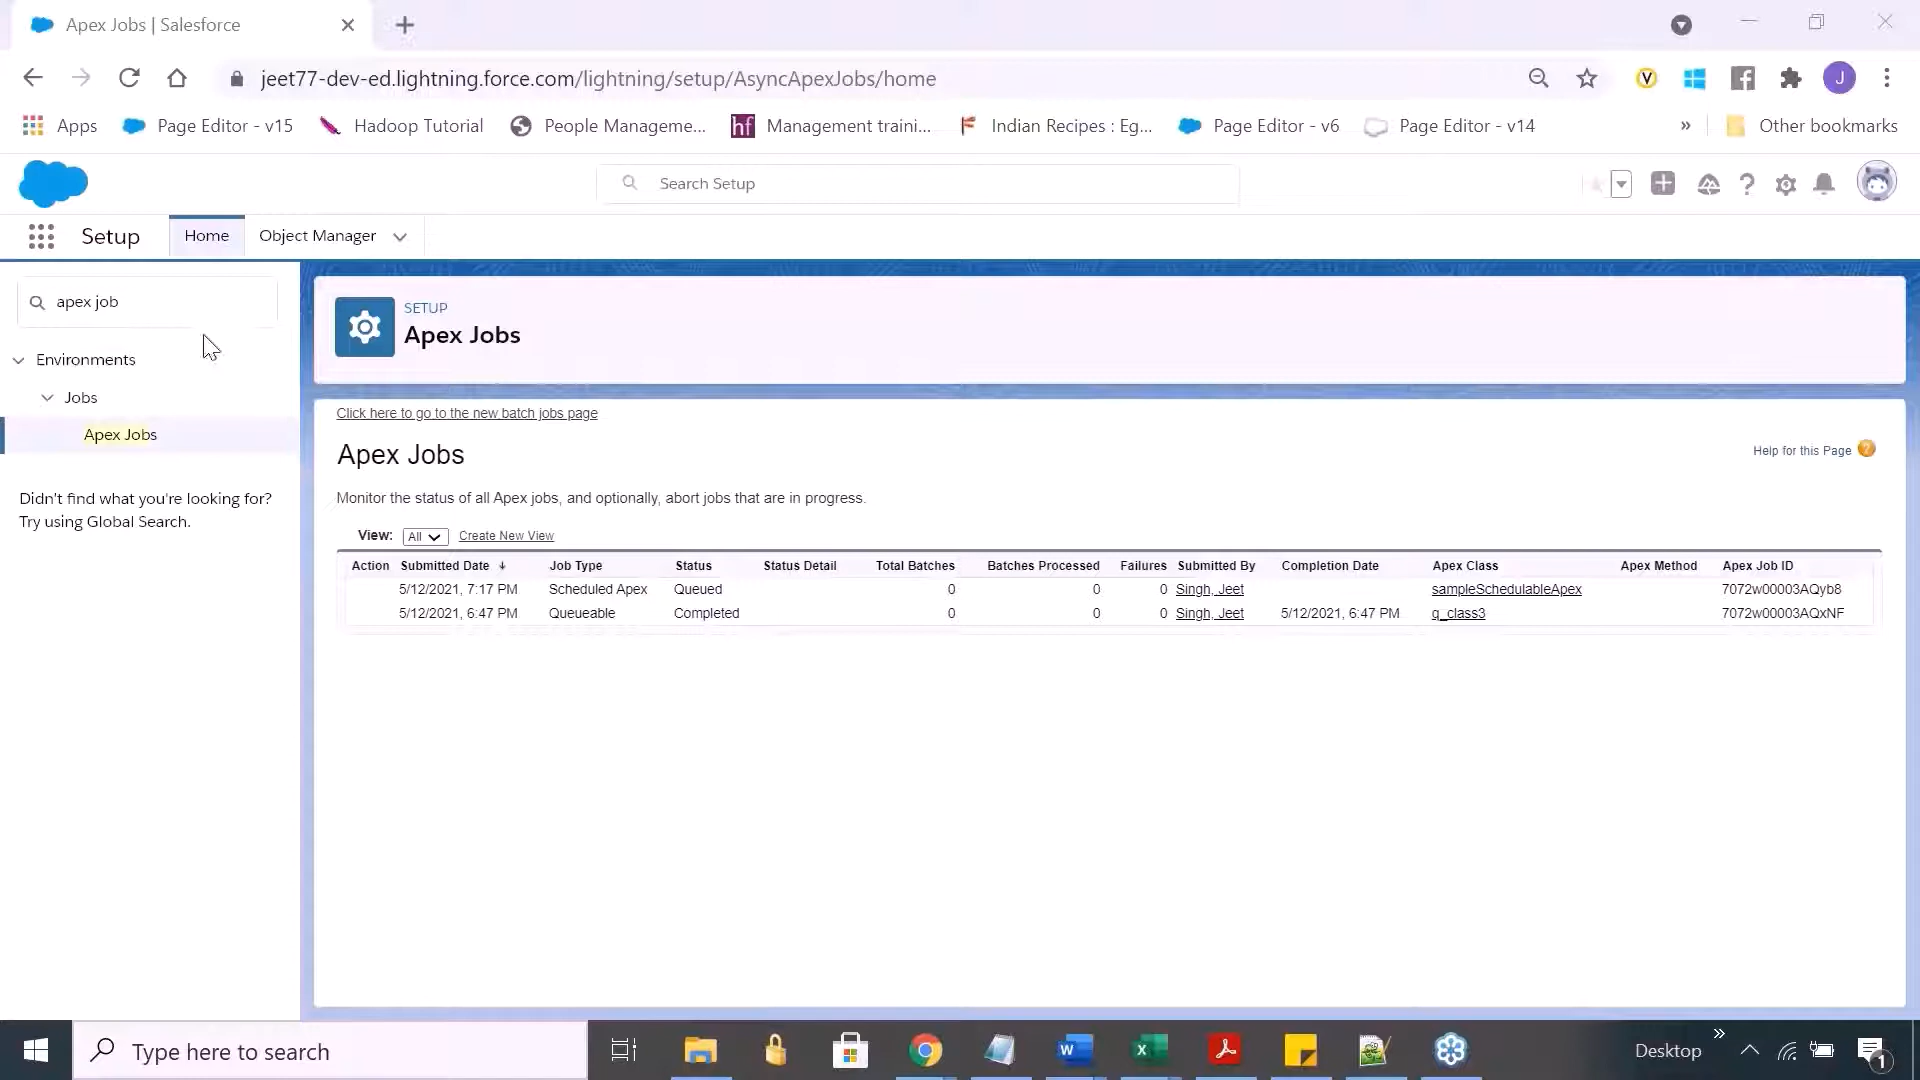 Apex Jobs | Salesforce
jeet77-dev-ed.lightning.force.com/lightning/setup/AsyncApexJobs/home
J
Apps Page Editor - v15 Hadoop Tutorial People Manageme... hf Management traini... Indian Recipes : Eg... Page Editor - v6 Page Editor - v14 » Other bookmarks
Search Setup
Setup Home Object Manager
apex job
Environments
Jobs
Apex Jobs
Didn't find what you're looking for?
Try using Global Search.
SETUP
Apex Jobs
Click here to go to the new batch jobs page
Apex Jobs
Help for this Page ?
Monitor the status of all Apex jobs, and optionally, abort jobs that are in progress.
View: All Create New View
Action Submitted Date Job Type Status Status Detail Total Batches Batches Processed Failures Submitted By Completion Date Apex Class Apex Method Apex Job ID
5/12/2021, 7:17 PM Scheduled Apex Queued 0 0 0 Singh, Jeet sampleSchedulableApex 7072w00003AQyb8
5/12/2021, 6:47 PM Queueable Completed 0 0 0 Singh, Jeet 5/12/2021, 6:47 PM q_class3 7072w00003AQxNF
Type here to search
Desktop
1